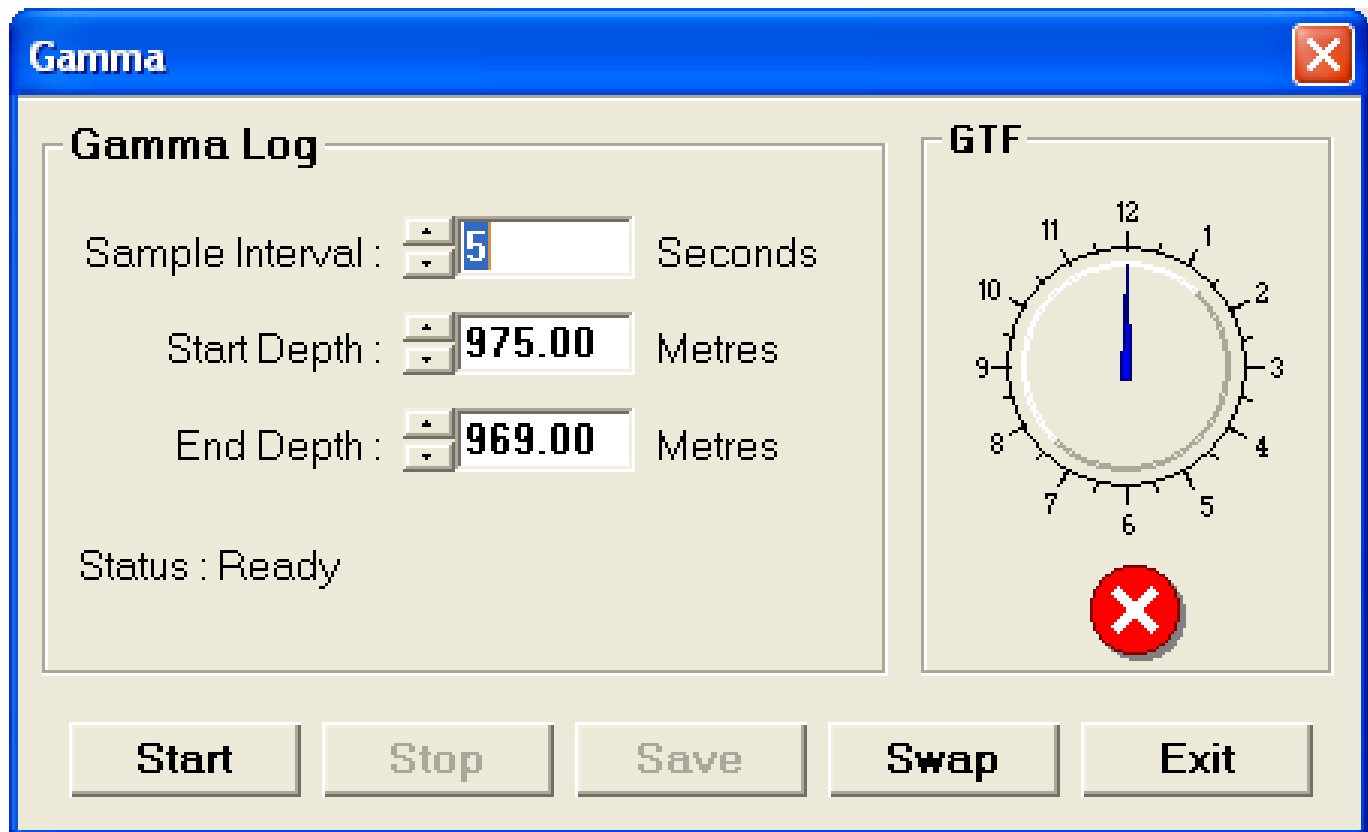 Gamma
Gamma Log
Sample Interval : 5 Seconds
Start Depth : 975.00 Metres
End Depth : 969.00 Metres
Status : Ready
GTF
12
1
2
3
4
5
6
7
8
9
10
11
Start Stop Save Swap Exit